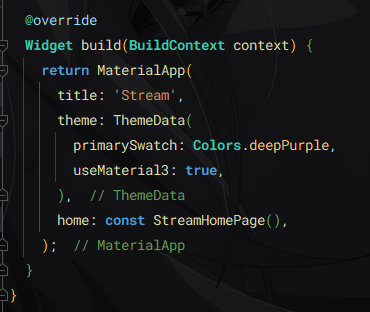 @override
Widget build(BuildContext context) {
return MaterialApp(
title: 'Stream',
theme: ThemeData(
primarySwatch: Colors.deepPurple,
useMaterial3: true,
), // ThemeData
home: const StreamHomePage(),
); // MaterialApp
}
}